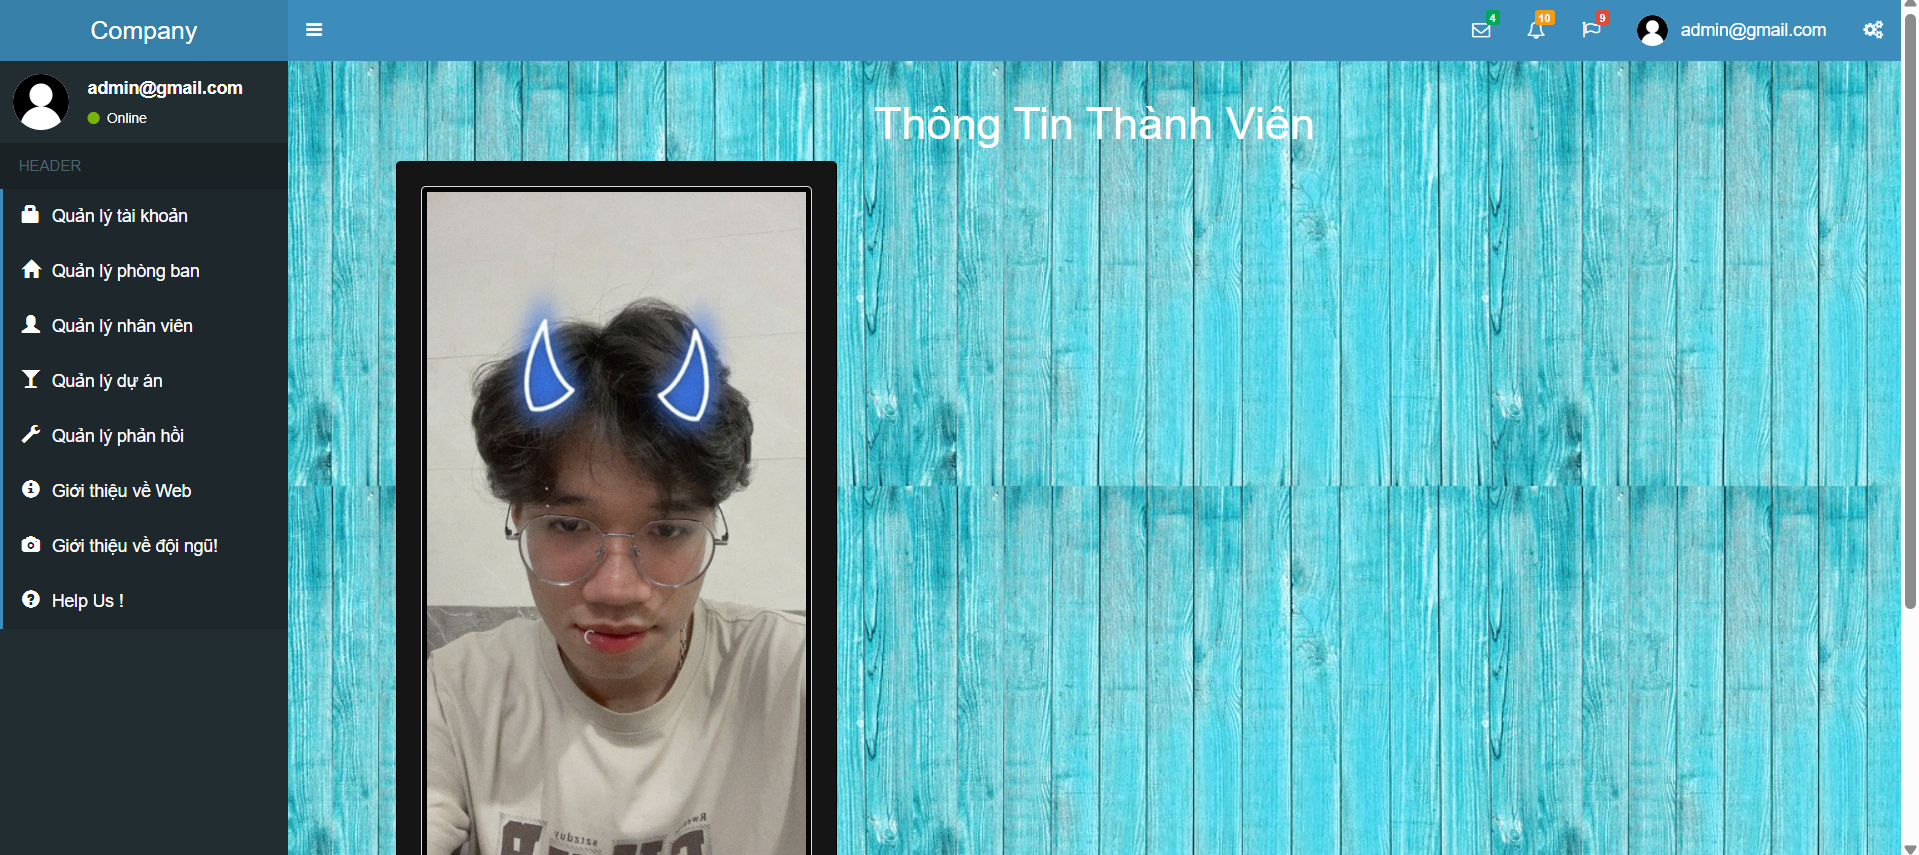 Company
4
10
9
admin@gmail.com
admin@gmail.com
Online
HEADER
Quản lý tài khoản
Quản lý phòng ban
Quản lý nhân viên
Quản lý dự án
Quản lý phản hồi
Giới thiệu về Web
Giới thiệu về đội ngũ!
Help Us !
Thông Tin Thành Viên